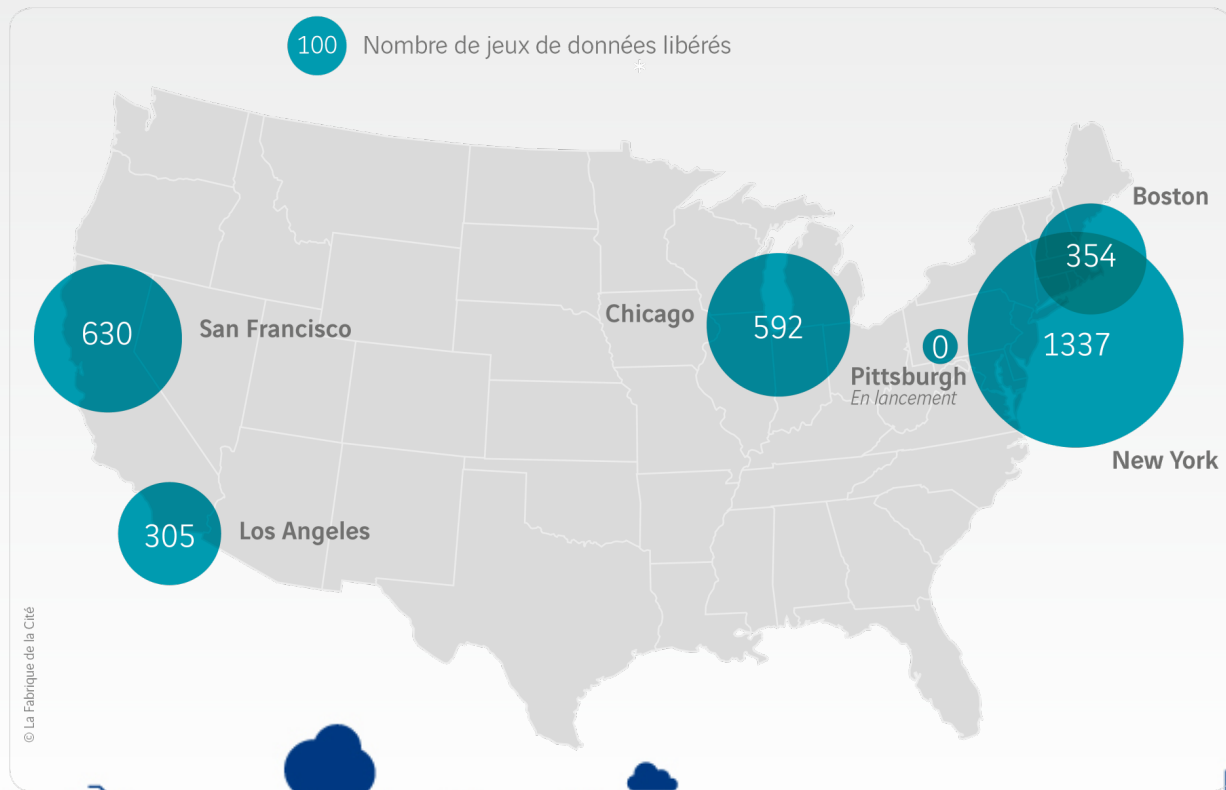 100 Nombre de jeux de données libérés
Boston
354
630
San Francisco
Chicago
592
0
1337
Pittsburgh
En lancement
New York
305
Los Angeles
© La Fabrique de la Cité